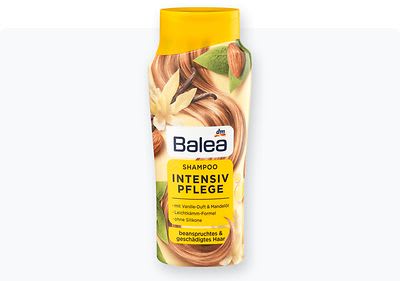 dm
Balea
SHAMPOO
INTENSIV
PFLEGE
• mit Vanille-Duft & Mandelöl
• Leichtkämm-Formel
• ohne Silikone
beanspruchtes &
geschädigtes Haar